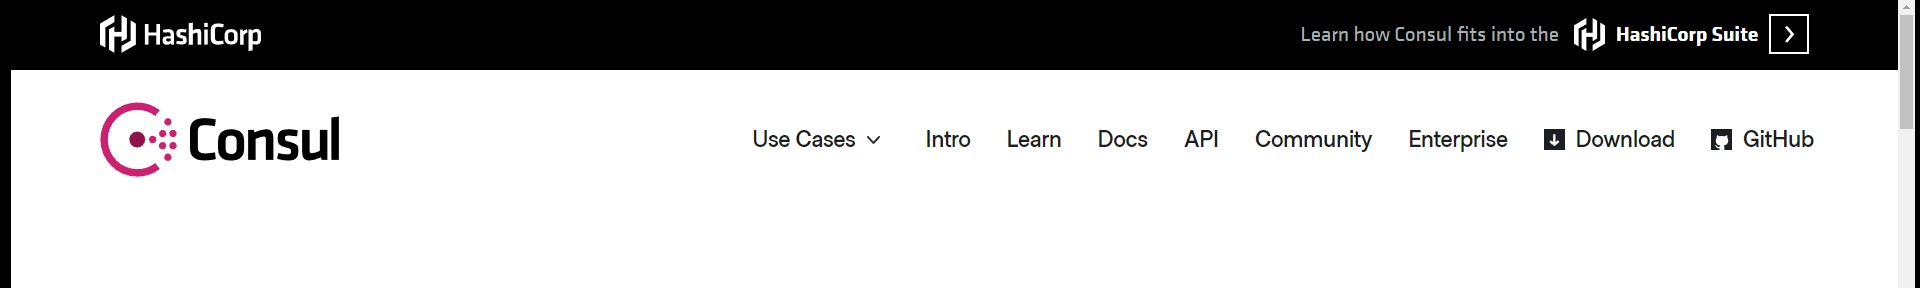 HashiCorp Learn how Consul fits into the HashiCorp Suite
Consul Use Cases Intro Learn Docs API Community Enterprise Download GitHub